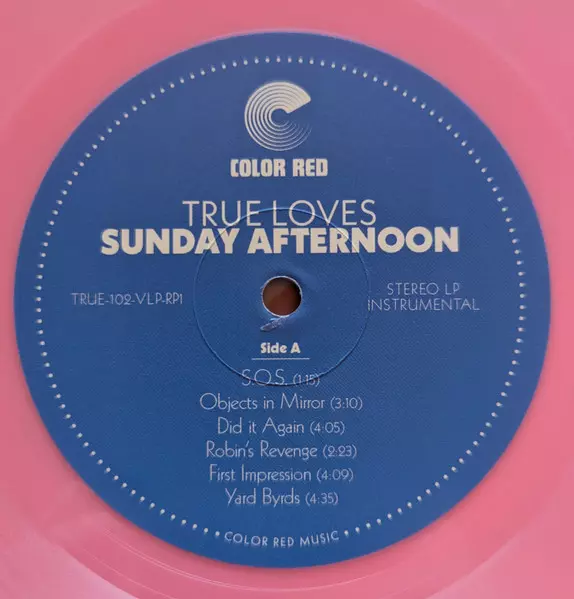 COLOR RED
TRUE LOVES
SUNDAY AFTERNOON
TRUE-102-VLP-RP1
STEREO LP
INSTRUMENTAL
Side A
S.O.S. (1:15)
Objects in Mirror (3:10)
Did it Again (4:05)
Robin's Revenge (2:23)
First Impression (4:09)
Yard Byrds (4:35)
COLOR RED MUSIC